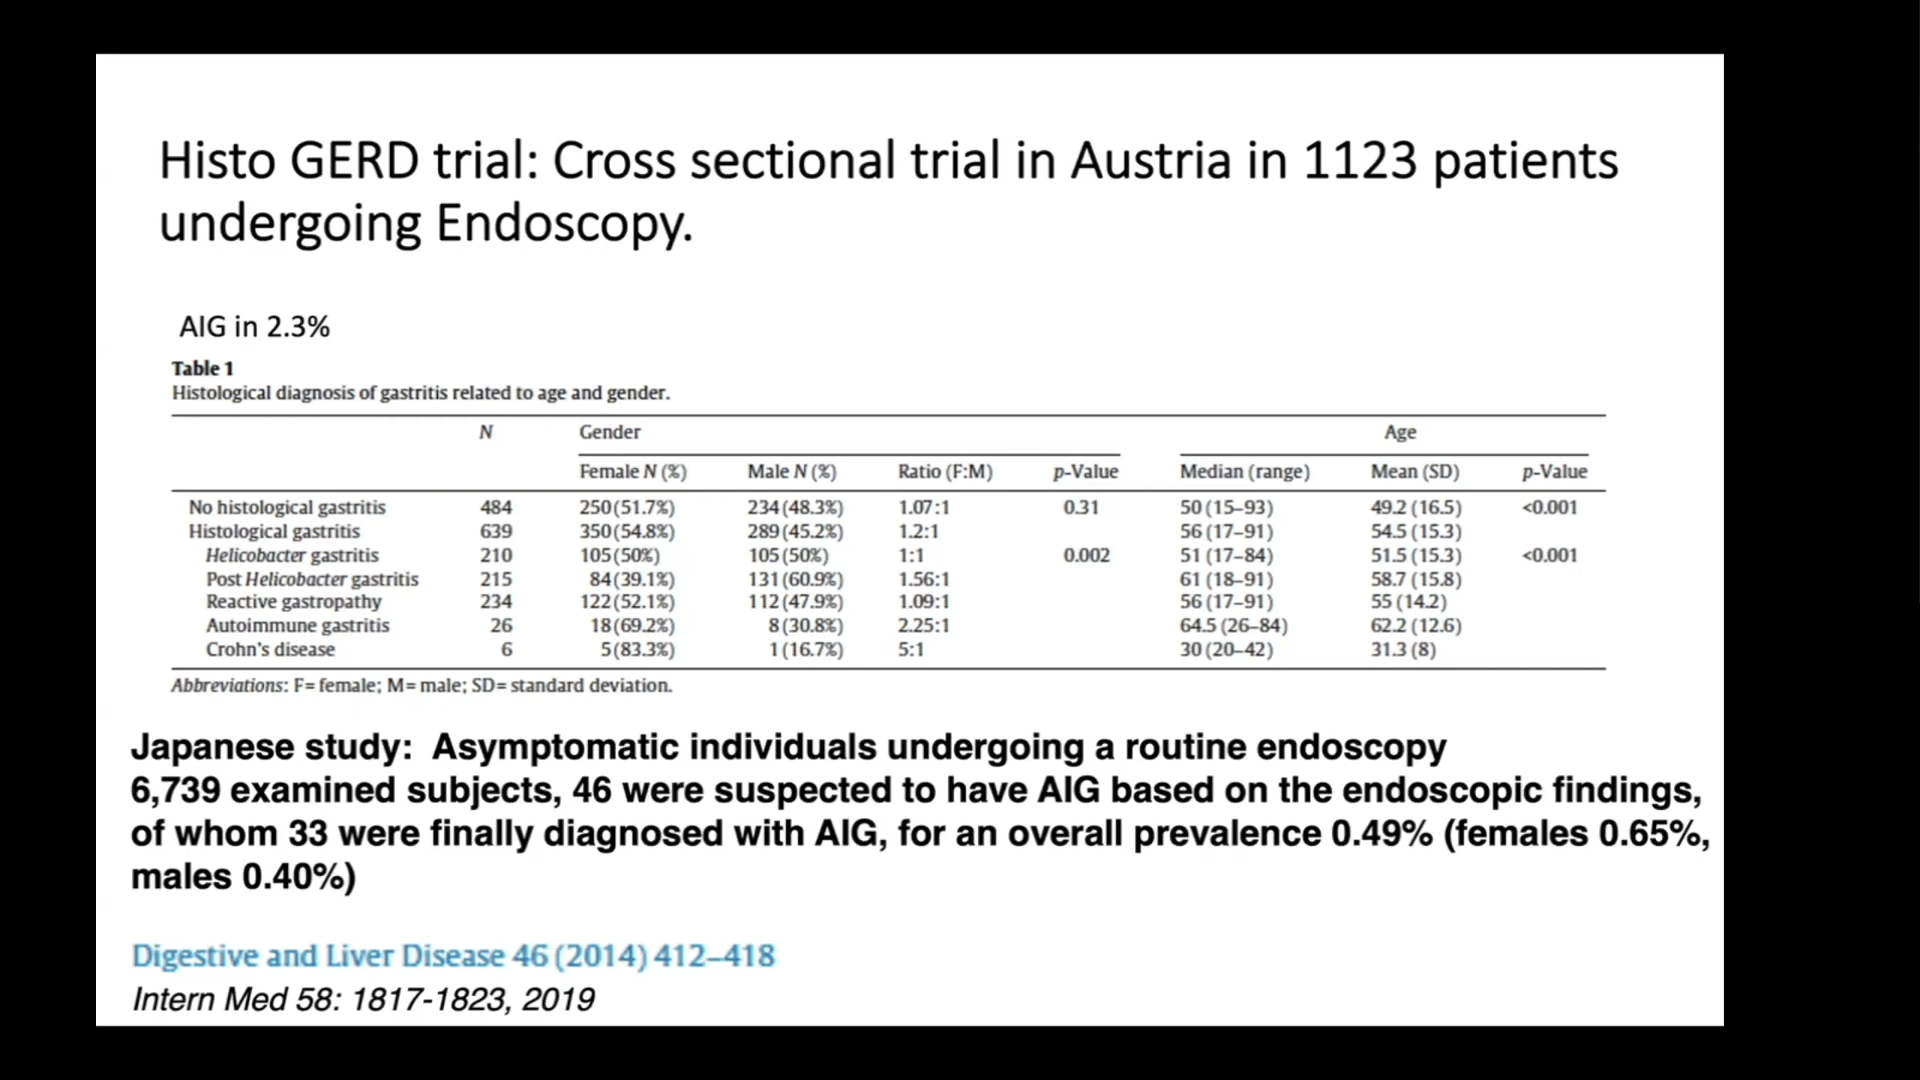 Histo GERD trial: Cross sectional trial in Austria in 1123 patients
undergoing Endoscopy.
AIG in 2.3%
Table 1
Histological diagnosis of gastritis related to age and gender.
N Gender Age
Female N (%) Male N (%) Ratio (F:M) p-Value Median (range) Mean (SD) p-Value
No histological gastritis 484 250(51.7%) 234(48.3%) 1.07:1 0.31 50(15–93) 49.2(16.5) <0.001
Histological gastritis 639 350(54.8%) 289(45.2%) 1.2:1 56(17–91) 54.5(15.3)
Helicobacter gastritis 210 105(50%) 105(50%) 1:1 0.002 51(17–84) 51.5(15.3) <0.001
Post Helicobacter gastritis 215 84(39.1%) 131(60.9%) 1.56:1 61(18–91) 58.7(15.8)
Reactive gastropathy 234 122(52.1%) 112(47.9%) 1.09:1 56(17–91) 55(14.2)
Autoimmune gastritis 26 18(69.2%) 8(30.8%) 2.25:1 64.5(26–84) 62.2(12.6)
Crohn's disease 6 5(83.3%) 1(16.7%) 5:1 30(20–42) 31.3(8)
Abbreviations: F= female; M= male; SD= standard deviation.
Japanese study: Asymptomatic individuals undergoing a routine endoscopy
6,739 examined subjects, 46 were suspected to have AIG based on the endoscopic findings,
of whom 33 were finally diagnosed with AIG, for an overall prevalence 0.49% (females 0.65%,
males 0.40%)
Digestive and Liver Disease 46 (2014) 412–418
Intern Med 58: 1817-1823, 2019